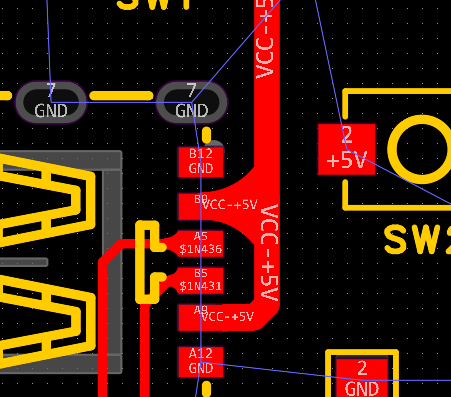 SW1
VCC-+5V
7
GND
7
GND
2
+5V
B12
GND
B9
VCC-+5V
A5
$1N436
VCC-+5V
SW2
B5
$1N431
A9
VCC-+5V
A12
GND
2
GND